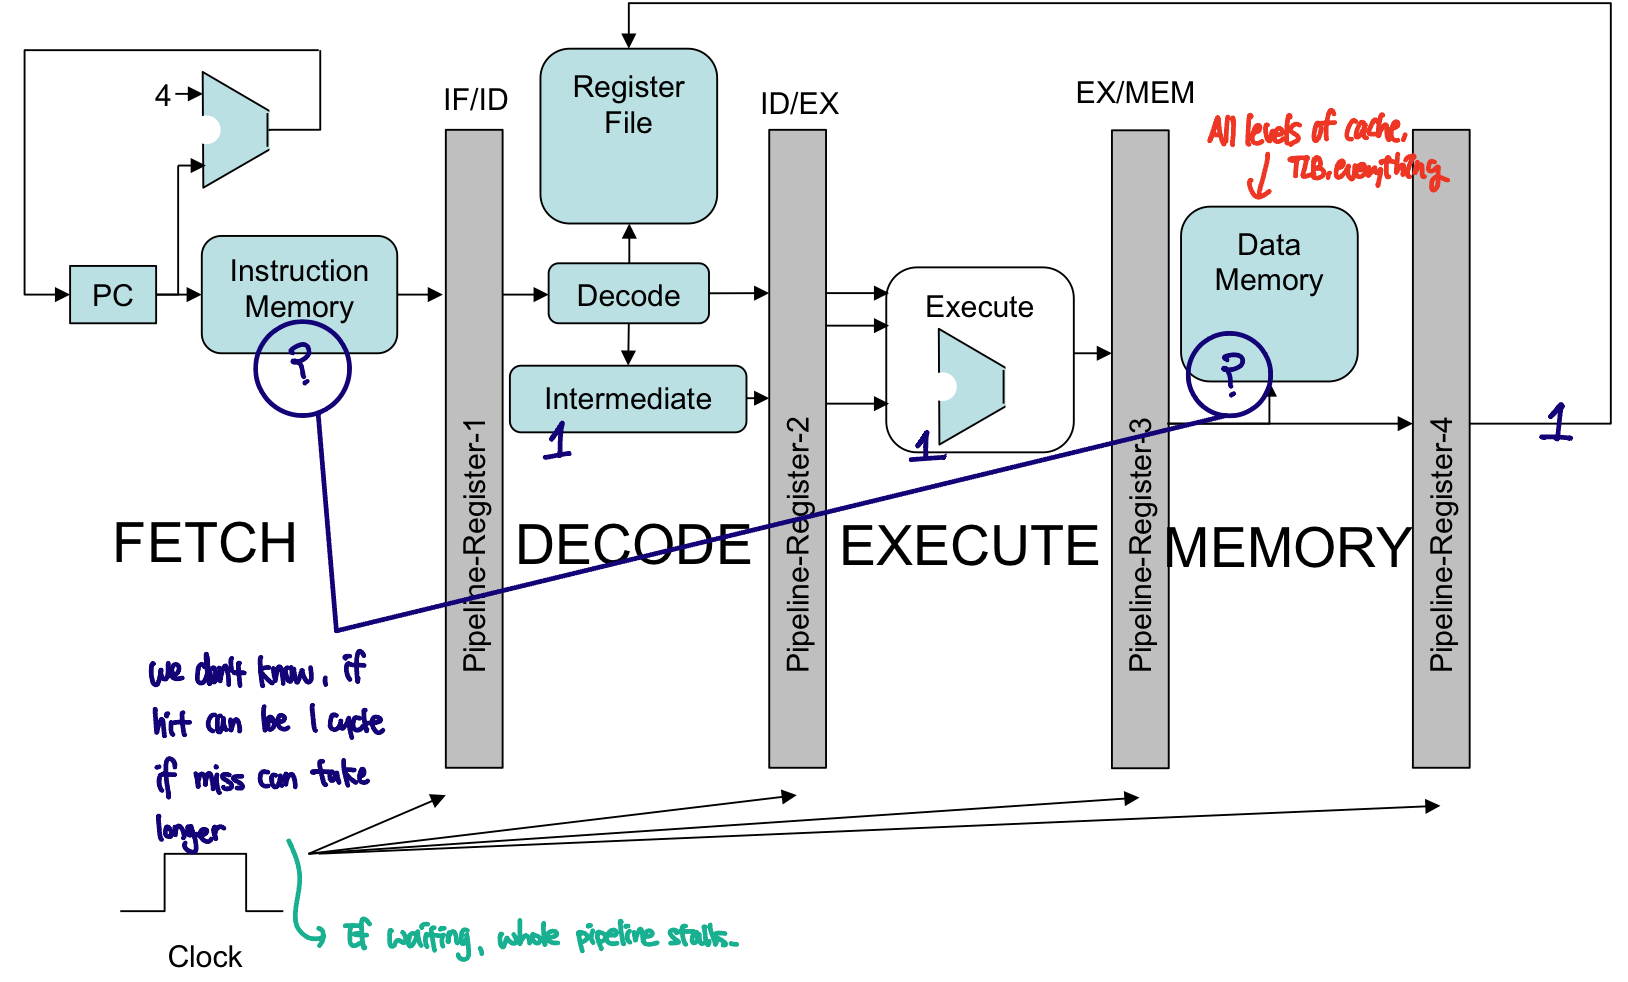 4
IF/ID
Register
File
ID/EX
EX/MEM
All levels of cache,
TLB, everything
PC
Instruction
Memory
?
Decode
Intermediate
1
Execute
1
Data
Memory
?
1
Pipeline-Register-1
Pipeline-Register-2
Pipeline-Register-3
Pipeline-Register-4
FETCH
DECODE
EXECUTE
MEMORY
we don't know, if
hit can be 1 cycle
if miss can take
longer
If waiting, whole pipeline stalls.
Clock